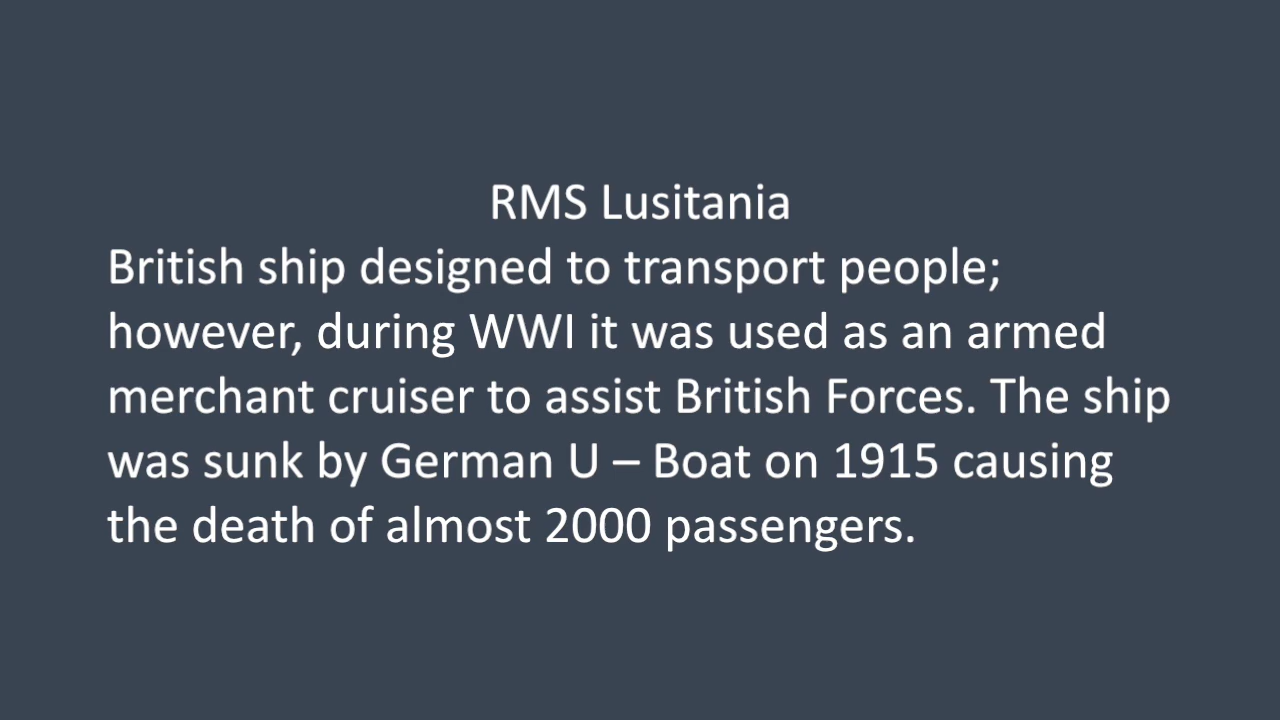 RMS Lusitania
British ship designed to transport people;
however, during WWI it was used as an armed
merchant cruiser to assist British Forces. The ship
was sunk by German U – Boat on 1915 causing
the death of almost 2000 passengers.